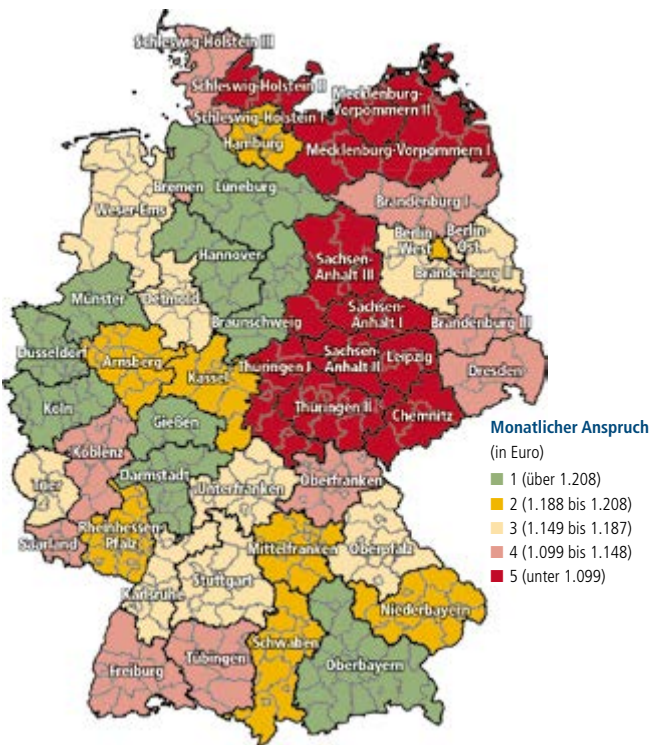 Schleswig-Holstein III
Schleswig-Holstein II
Mecklenburg-
Vorpommern II
Schleswig-Holstein I
Hamburg
Mecklenburg-Vorpommern I
Bremen
Lüneburg
Brandenburg I
Weser-Ems
Berlin
West
Berlin
Ost
Hannover
Sachsen-
Anhalt III
Brandenburg II
Münster
Detmold
Braunschweig
Sachsen-
Anhalt I
Brandenburg III
Düsseldorf
Arnsberg
Kassel
Thüringen I
Sachsen-
Anhalt II
Leipzig
Dresden
Köln
Gießen
Thüringen II
Chemnitz
Koblenz
Darmstadt
Trier
Unterfranken
Oberfranken
Rheinhessen-
Pfalz
Saarland
Mittelfranken
Oberpfalz
Karlsruhe
Stuttgart
Niederbayern
Schwaben
Freiburg
Tübingen
Oberbayern
Monatlicher Anspruch
(in Euro)
1 (über 1.208)
2 (1.188 bis 1.208)
3 (1.149 bis 1.187)
4 (1.099 bis 1.148)
5 (unter 1.099)